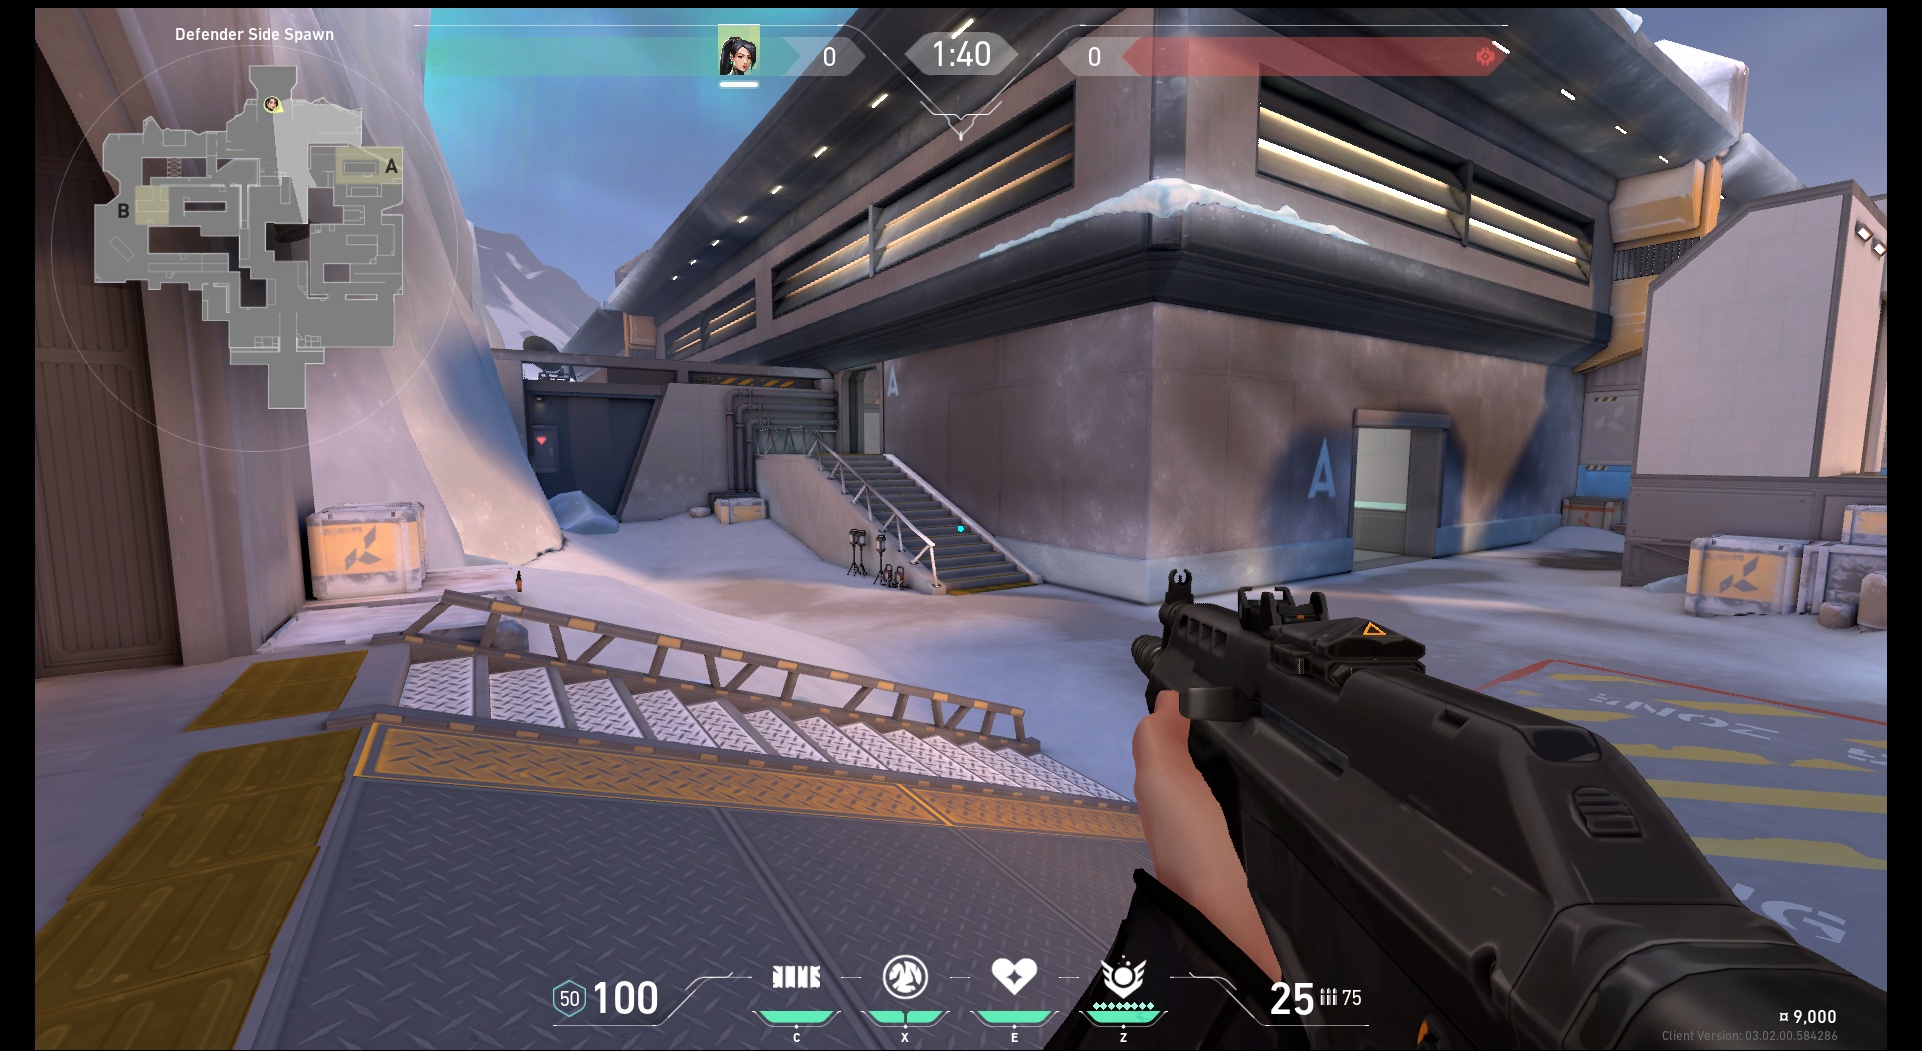 Defender Side Spawn
0
1:40
0
A
B
A
A
ZONE
50
100
25
75
C
X
E
Z
¤ 9,000
Client Version: 03.02.00.584286